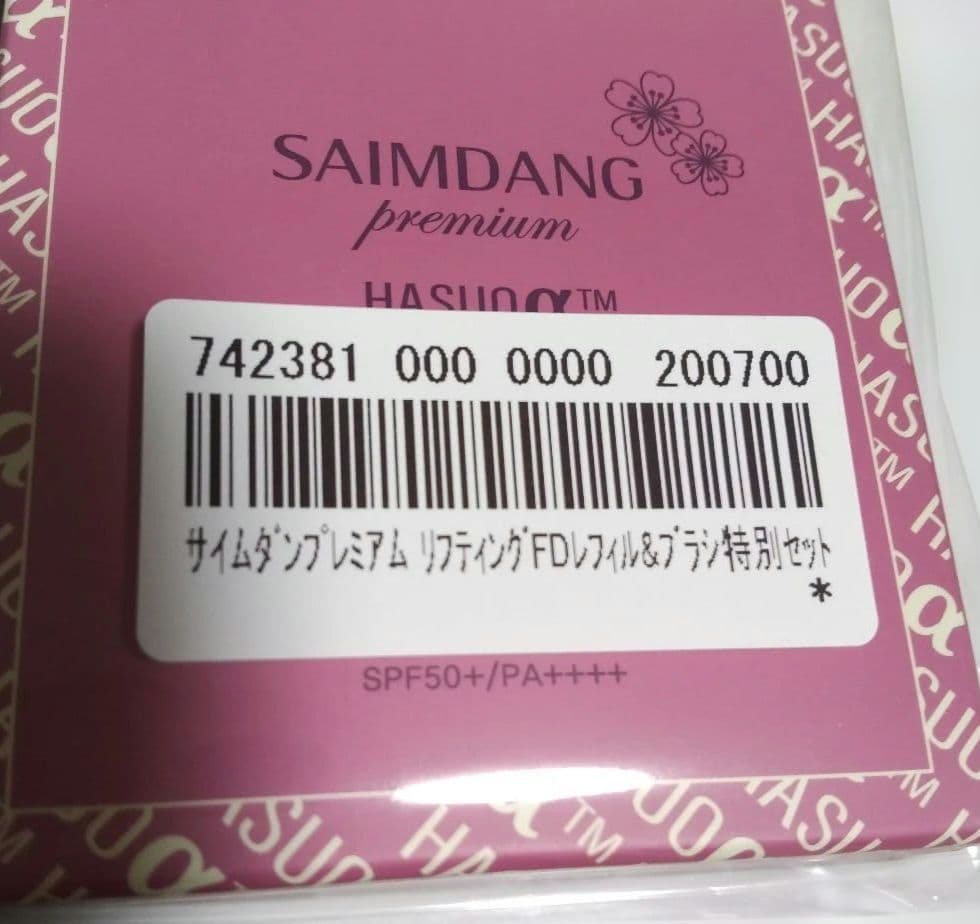 SAIMDANG
premium
HASUOα™
742381 000 0000 200700
サイムダンプレミアム リフティングFDレフィル&ブラシ特別セット
*
SPF50+/PA++++
HASUOα™